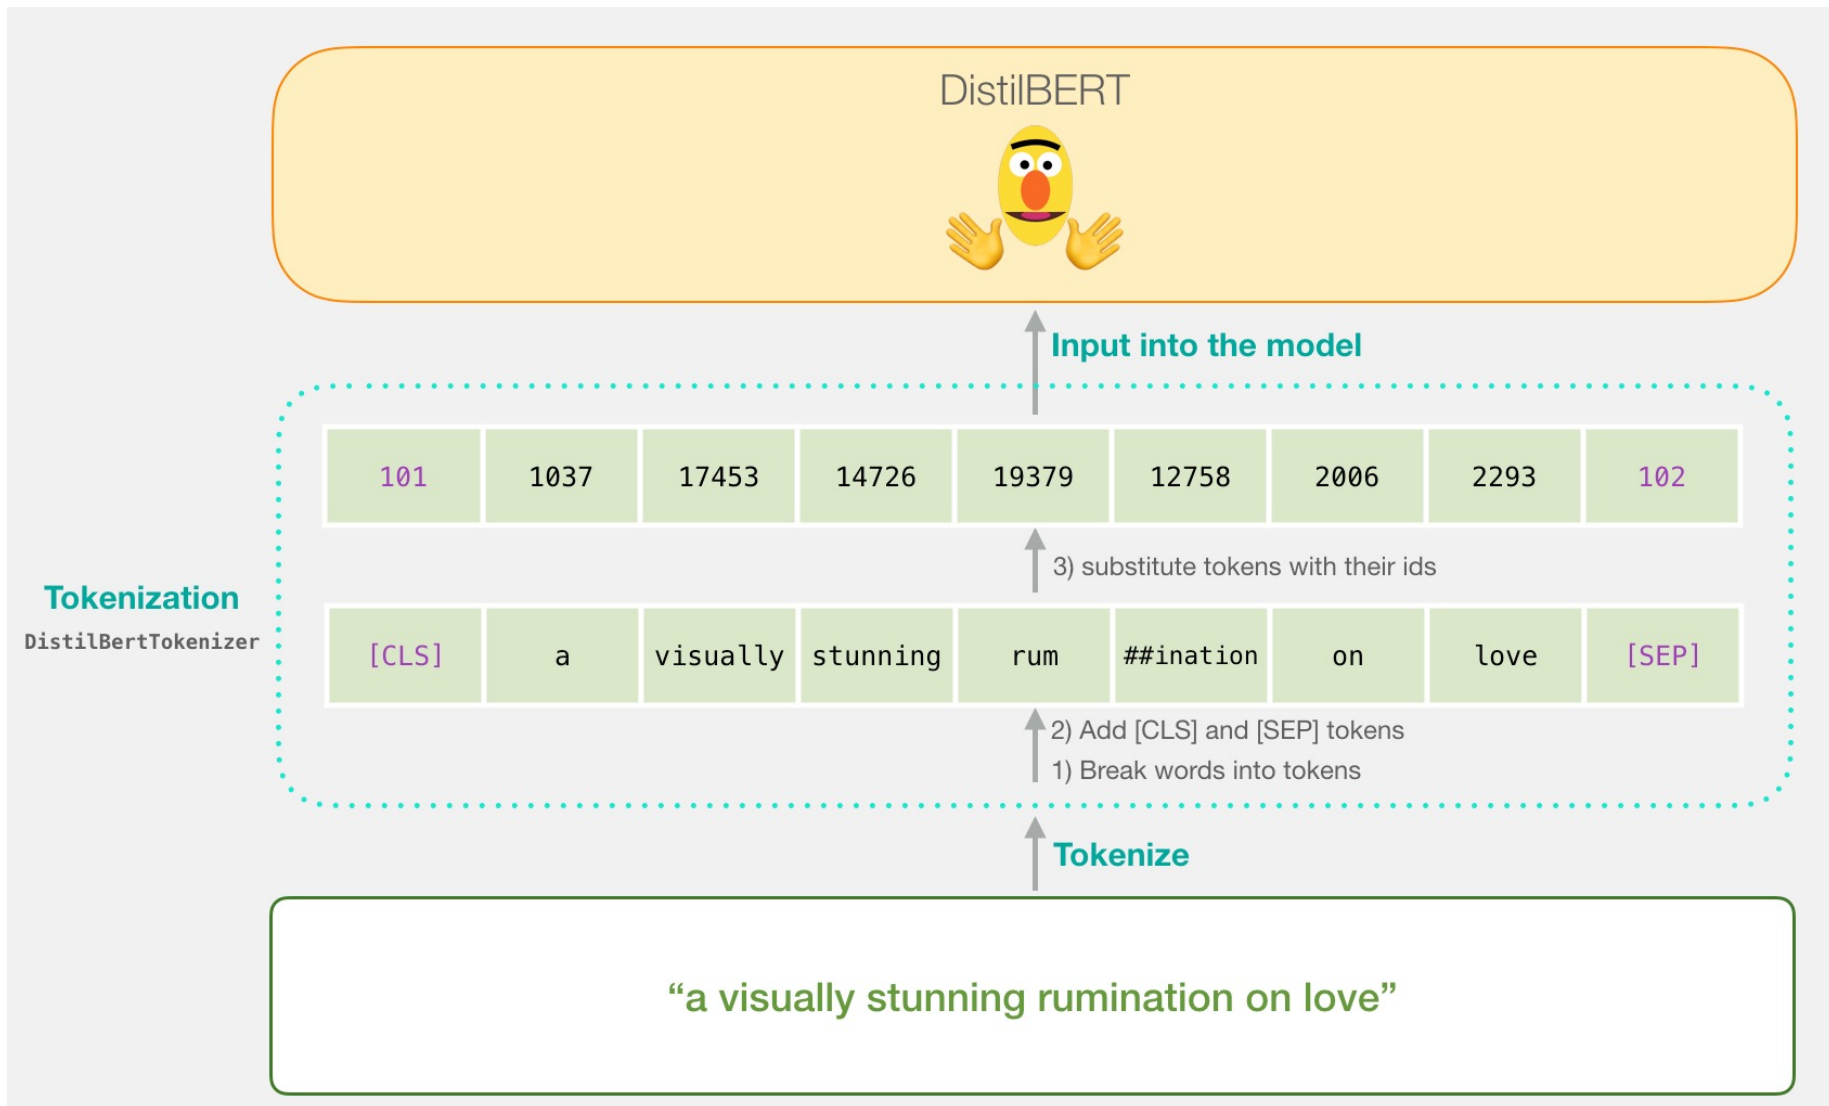 DistilBERT
Input into the model
101 1037 17453 14726 19379 12758 2006 2293 102
3) substitute tokens with their ids
Tokenization
DistilBertTokenizer
[CLS] a visually stunning rum ##ination on love [SEP]
2) Add [CLS] and [SEP] tokens
1) Break words into tokens
Tokenize
“a visually stunning rumination on love”